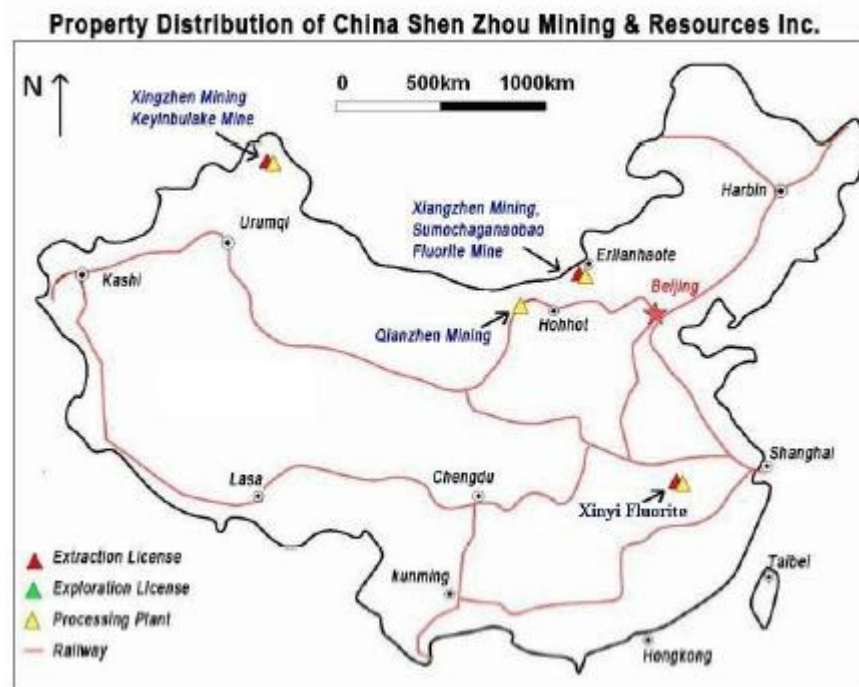 Property Distribution of China Shen Zhou Mining & Resources Inc.
N
0 500km 1000km
Xingzhen Mining
Keyinbulake Mine
Harbin
Xiangzhen Mining,
Sumochaganaobao
Fluorite Mine
Urumqi
Erlianhaote
Kashi
Beijing
Hohhot
Qianzhen Mining
Shanghai
Lasa
Chengdu
Xinyi Fluorite
Extraction License
Exploration License
Processing Plant
Railway
kunming
Taibei
Hongkong